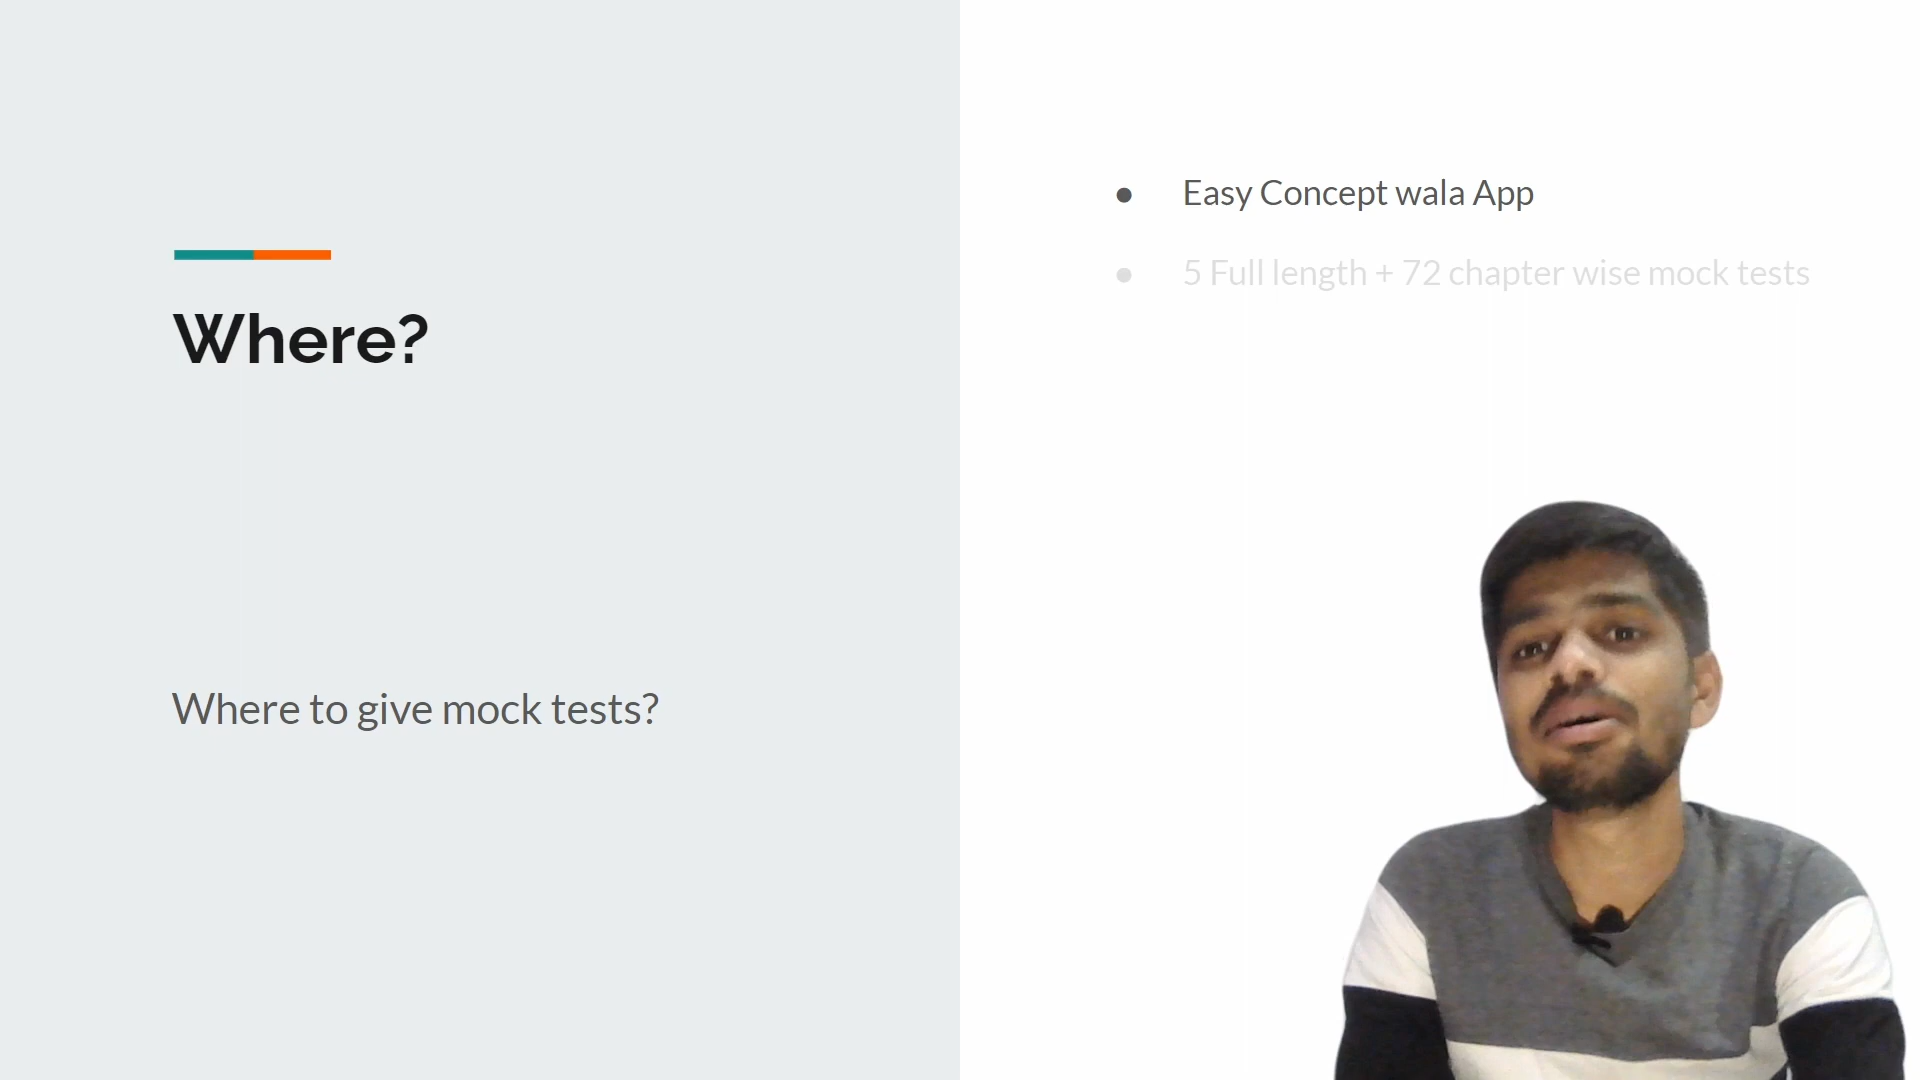 Where?
Where to give mock tests?
● Easy Concept wala App
● 5 Full length + 72 chapter wise mock tests